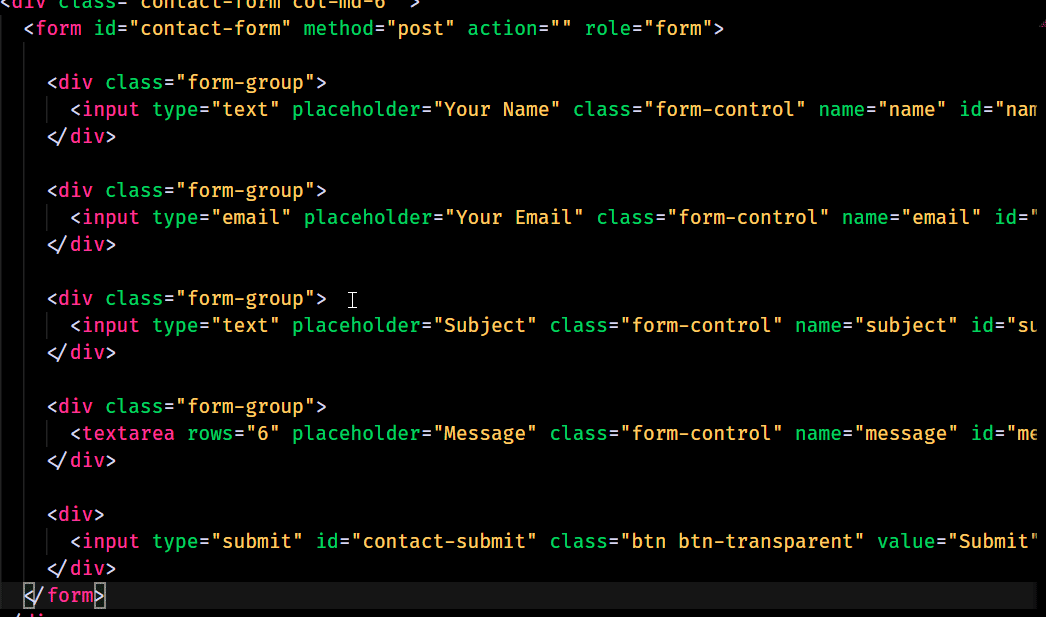 <div class="contact-form col-md-6 ">
<form id="contact-form" method="post" action="" role="form">
<div class="form-group">
<input type="text" placeholder="Your Name" class="form-control" name="name" id="nam
</div>
<div class="form-group">
<input type="email" placeholder="Your Email" class="form-control" name="email" id="
</div>
<div class="form-group">
<input type="text" placeholder="Subject" class="form-control" name="subject" id="su
</div>
<div class="form-group">
<textarea rows="6" placeholder="Message" class="form-control" name="message" id="me
</div>
<div>
<input type="submit" id="contact-submit" class="btn btn-transparent" value="Submit"
</div>
</form>